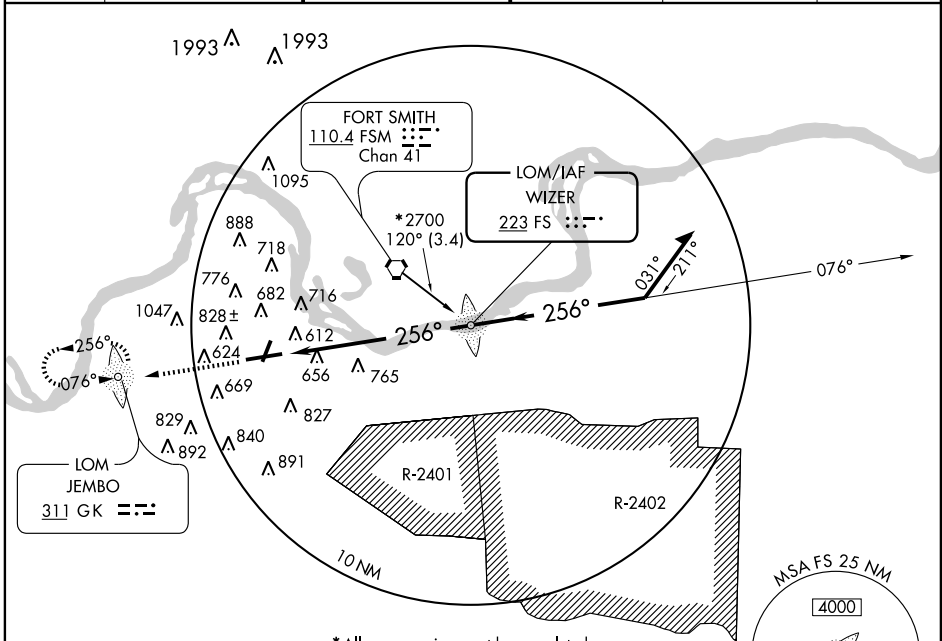 1993
1993
FORT SMITH
110.4 FSM
Chan 41
LOM/IAF
WIZER
223 FS
1095
*2700
120° (3.4)
888
718
776
682
716
1047
828 ±
612
624
656
765
669
827
829
840
892
891
256°
256°
031°
211°
076°
256°
076°
LOM
JEMBO
311 GK
R-2401
R-2402
10 NM
MSA FS 25 NM
4000